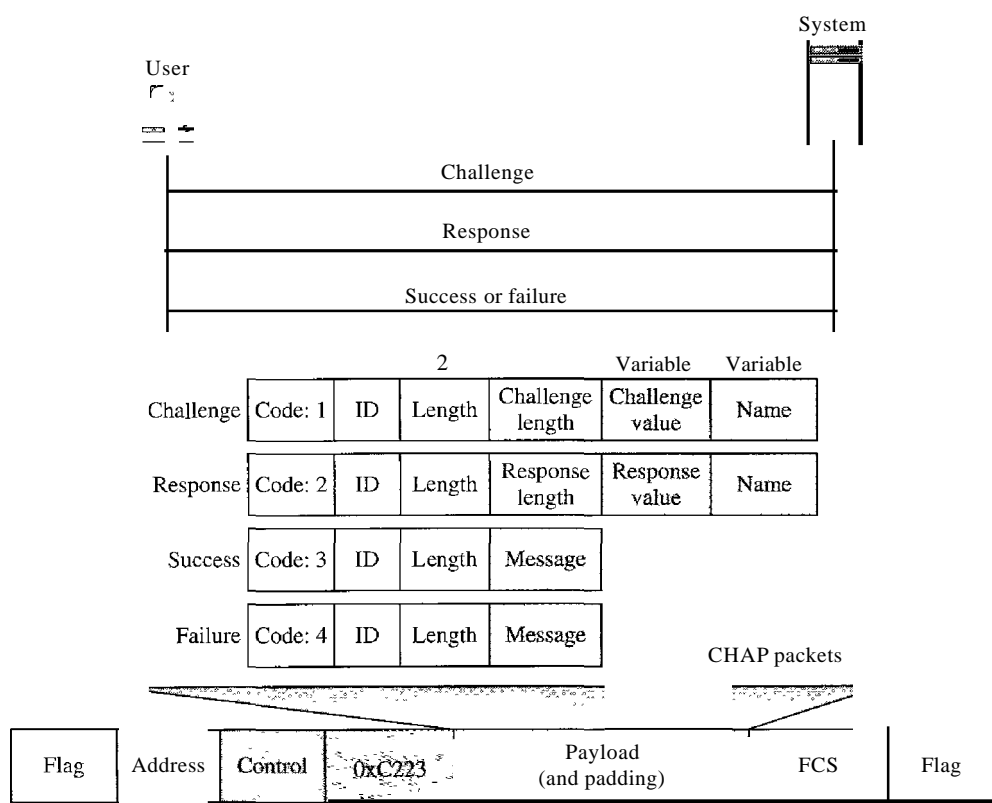 System
User
Challenge
Response
Success or failure
2 Variable Variable
Challenge Code: 1 ID Length Challenge length Challenge value Name
Response Code: 2 ID Length Response length Response value Name
Success Code: 3 ID Length Message
Failure Code: 4 ID Length Message
CHAP packets
Flag Address Control 0xC223 Payload (and padding) FCS Flag